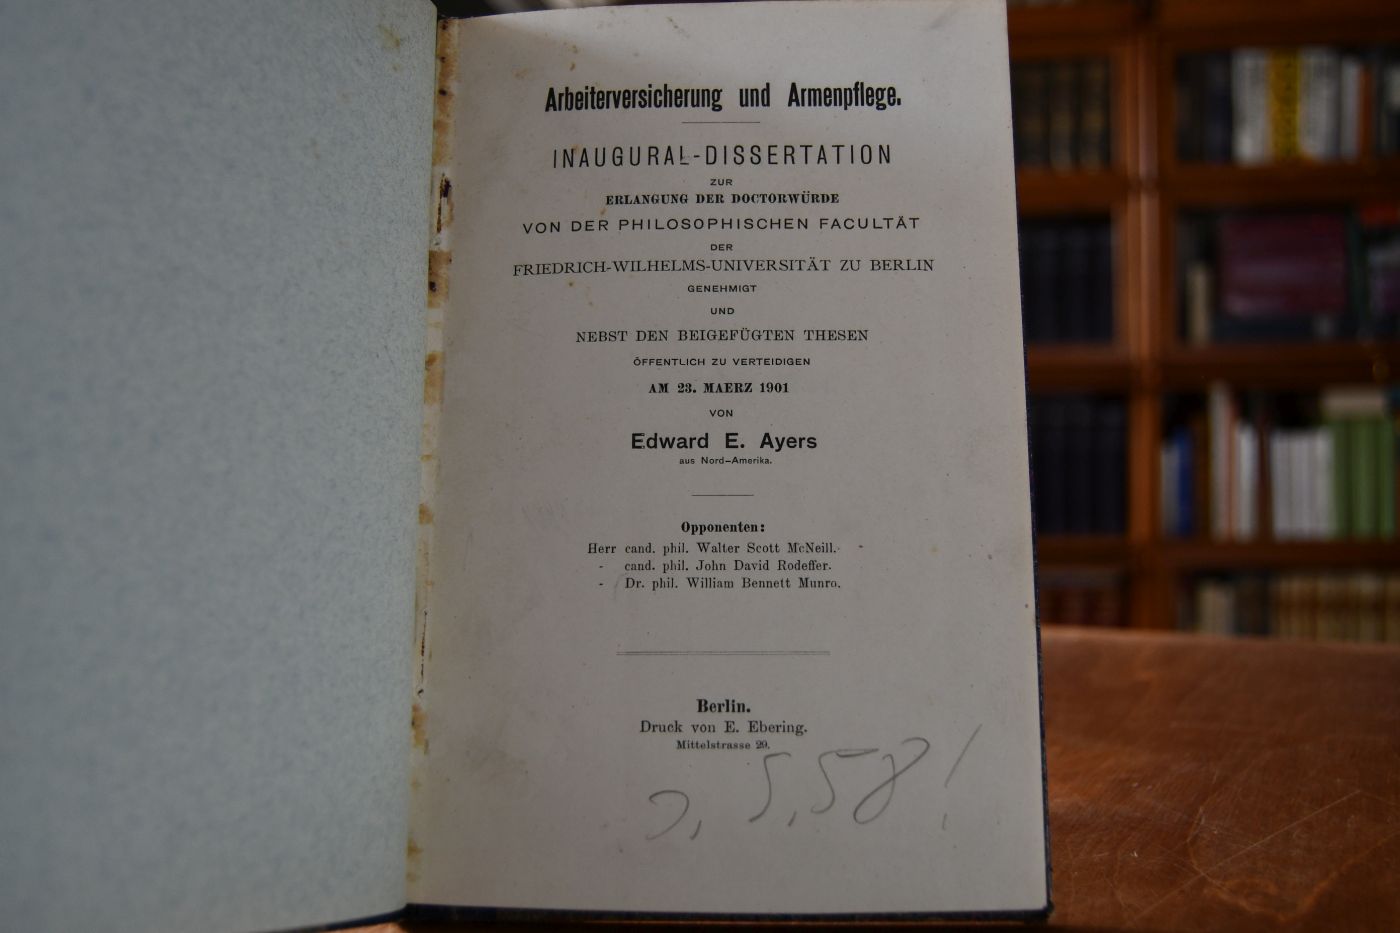 Arbeiterversicherung und Armenpflege.
INAUGURAL-DISSERTATION
ZUR
ERLANGUNG DER DOCTORWÜRDE
VON DER PHILOSOPHISCHEN FACULTÄT
DER
FRIEDRICH-WILHELMS-UNIVERSITÄT ZU BERLIN
GENEHMIGT
UND
NEBST DEN BEIGEFÜGTEN THESEN
ÖFFENTLICH ZU VERTEIDIGEN
AM 23. MAERZ 1901
VON
Edward E. Ayers
aus Nord-Amerika.
Opponenten:
Herr cand. phil. Walter Scott McNeill.
- cand. phil. John David Rodeffer.
- Dr. phil. William Bennett Munro.
Berlin.
Druck von E. Ebering.
Mittelstrasse 29.